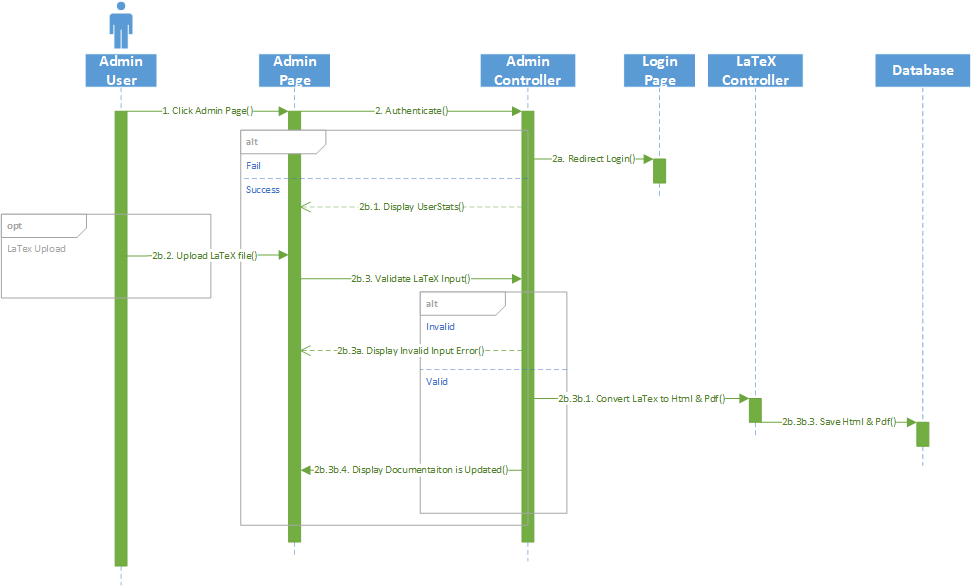 Admin
User
Admin
Page
Admin
Controller
Login
Page
LaTeX
Controller
Database
1. Click Admin Page()
2. Authenticate()
alt
Fail
2a. Redirect Login()
Success
2b.1. Display UserStats()
opt
LaTex Upload
2b.2. Upload LaTeX file()
2b.3. Validate LaTeX Input()
alt
Invalid
2b.3a. Display Invalid Input Error()
Valid
2b.3b.1. Convert LaTex to Html & Pdf()
2b.3b.3. Save Html & Pdf()
2b.3b.4. Display Documentaiton is Updated()